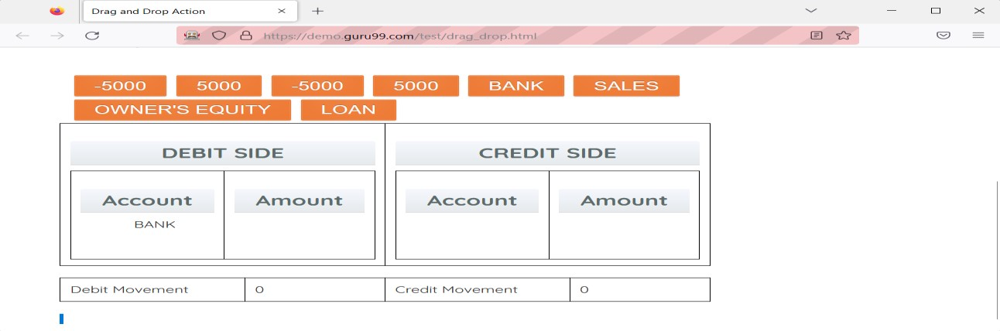 Drag and Drop Action
https://demo.guru99.com/test/drag_drop.html
-5000 5000 -5000 5000 BANK SALES
OWNER'S EQUITY LOAN
DEBIT SIDE CREDIT SIDE
Account Amount Account Amount
BANK
Debit Movement 0 Credit Movement 0